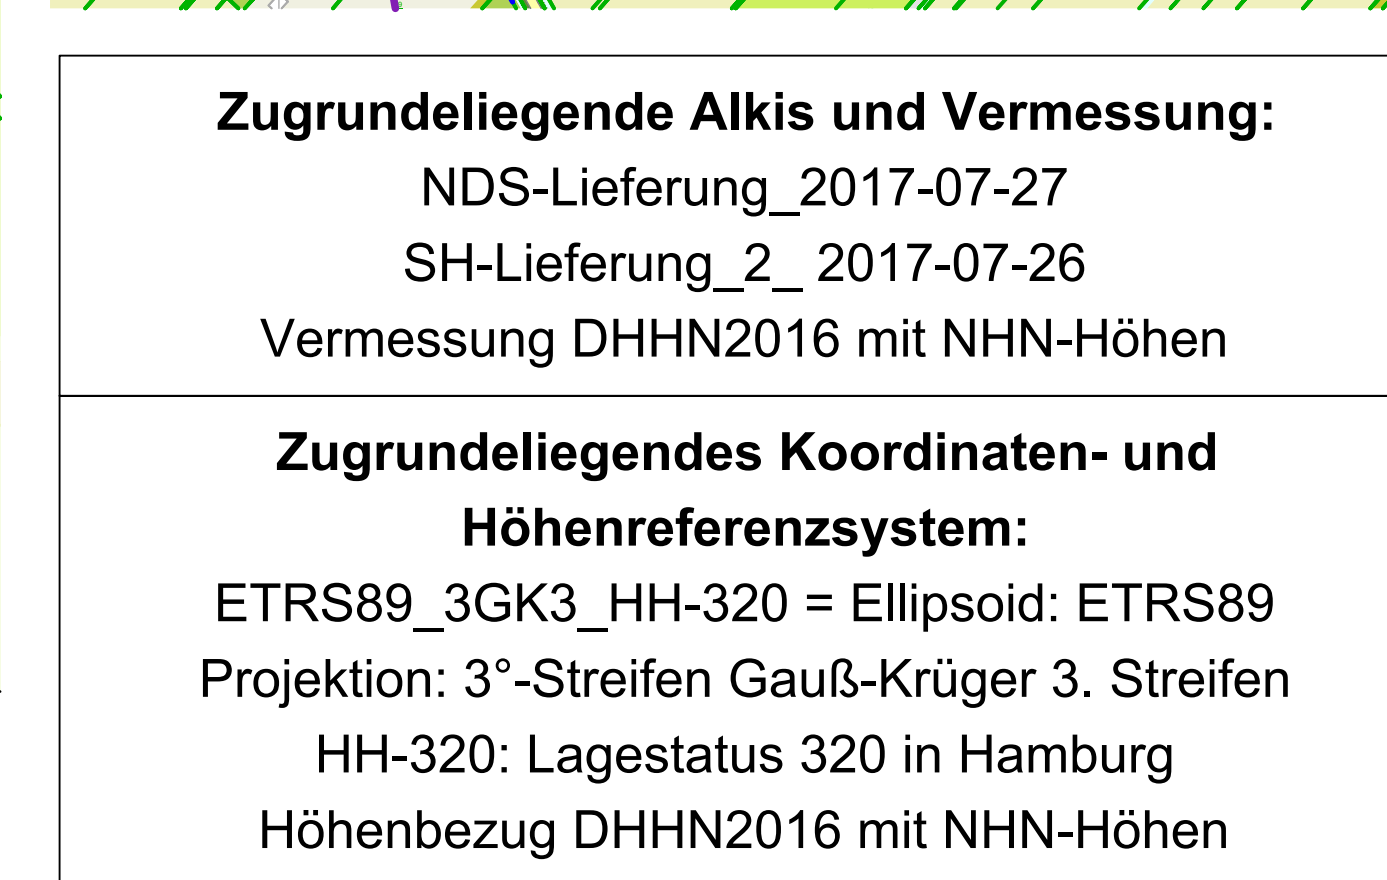 Zugrundeliegende Alkis und Vermessung:
NDS-Lieferung_2017-07-27
SH-Lieferung_2_ 2017-07-26
Vermessung DHHN2016 mit NHN-Höhen
Zugrundeliegendes Koordinaten- und
Höhenreferenzsystem:
ETRS89_3GK3_HH-320 = Ellipsoid: ETRS89
Projektion: 3°-Streifen Gauß-Krüger 3. Streifen
HH-320: Lagestatus 320 in Hamburg
Höhenbezug DHHN2016 mit NHN-Höhen